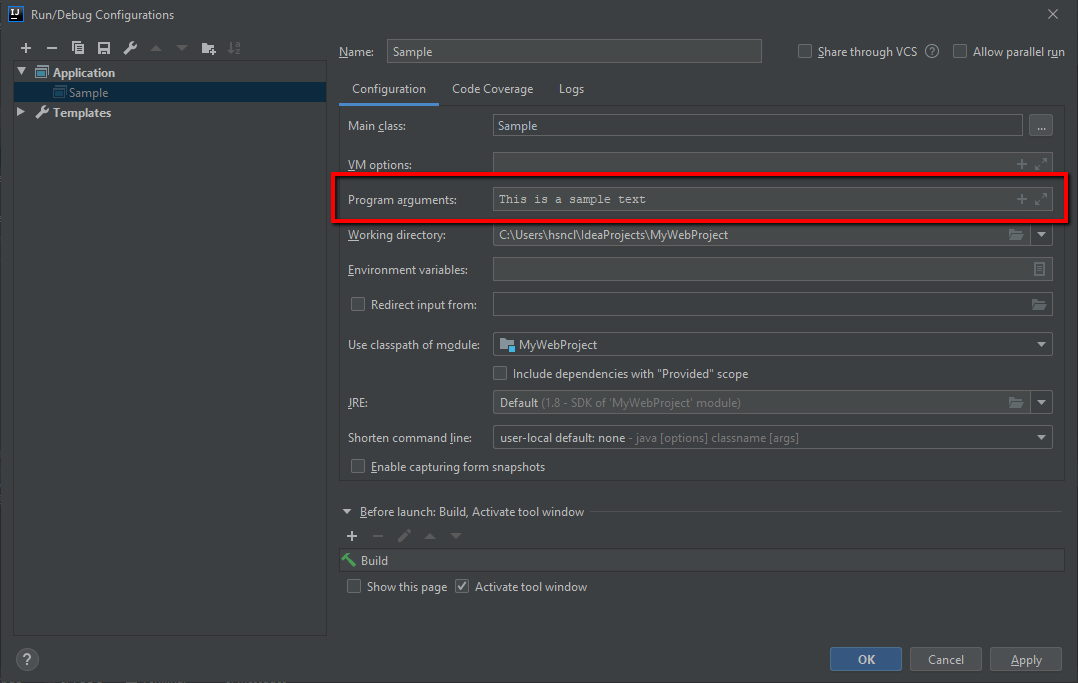 IJ Run/Debug Configurations
Name: Sample Share through VCS ? Allow parallel run
Application
Sample
Templates
Configuration Code Coverage Logs
Main class: Sample ...
VM options:
Program arguments: This is a sample text
Working directory: C:\Users\hsncl\IdeaProjects\MyWebProject
Environment variables:
Redirect input from:
Use classpath of module: MyWebProject
Include dependencies with "Provided" scope
JRE: Default (1.8 - SDK of 'MyWebProject' module)
Shorten command line: user-local default: none - java [options] classname [args]
Enable capturing form snapshots
Before launch: Build, Activate tool window
Build
Show this page Activate tool window
? OK Cancel Apply